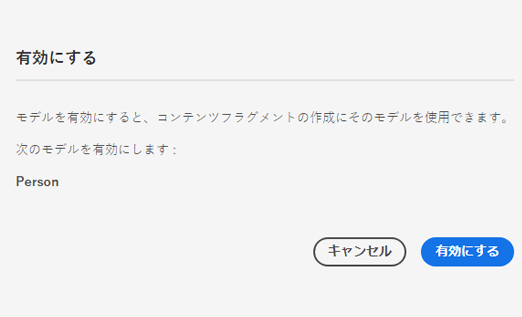 有効にする
モデルを有効にすると、コンテンツフラグメントの作成にそのモデルを使用できます。
次のモデルを有効にします :
Person
キャンセル
有効にする